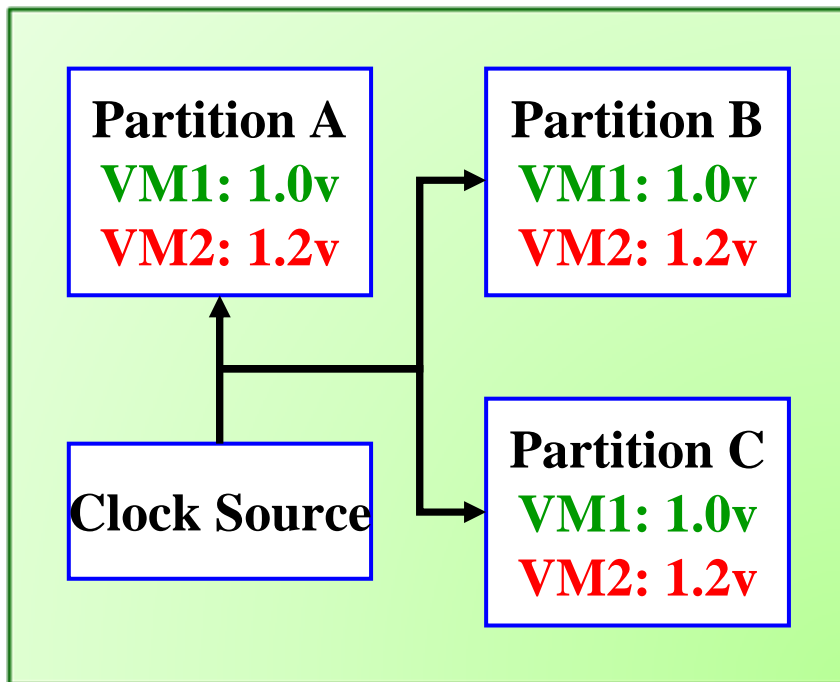 Partition A
VM1: 1.0v
VM2: 1.2v
Partition B
VM1: 1.0v
VM2: 1.2v
Clock Source
Partition C
VM1: 1.0v
VM2: 1.2v